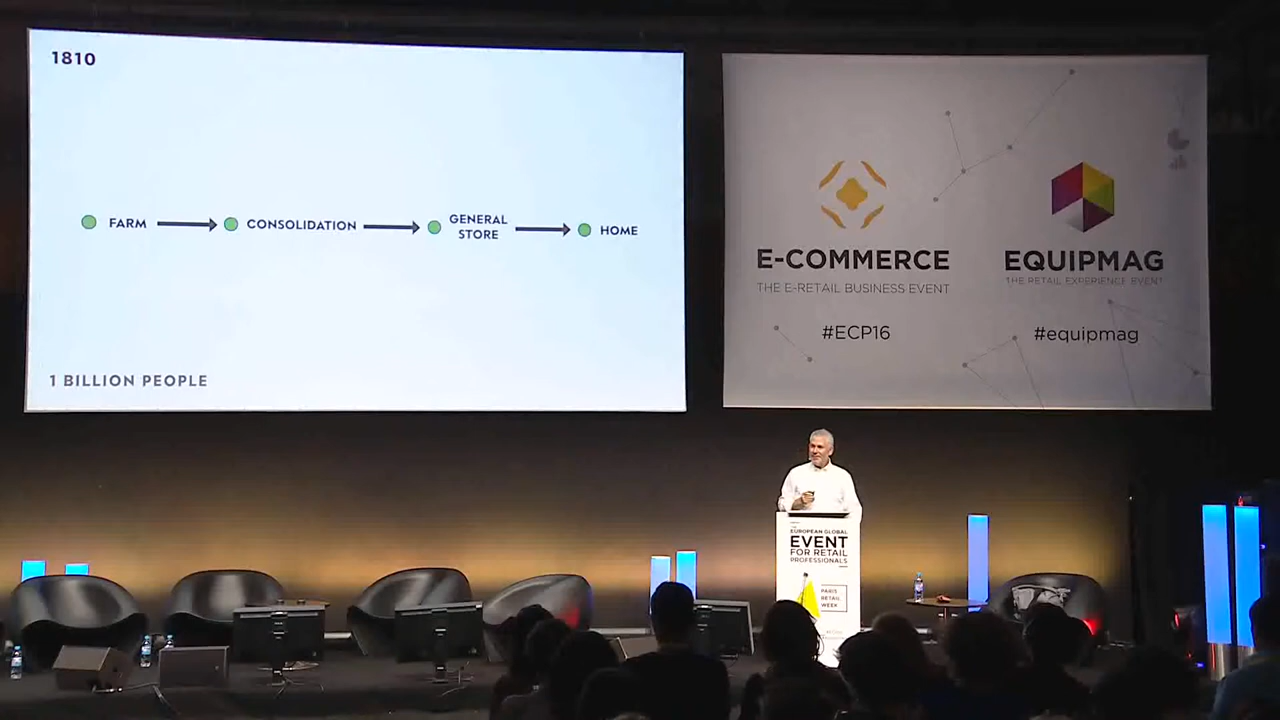 1810
FARM
CONSOLIDATION
GENERAL
STORE
HOME
1 BILLION PEOPLE
E-COMMERCE
THE E-RETAIL BUSINESS EVENT
#ECP16
EQUIPMAG
THE RETAIL EXPERIENCE EVENT
#equipmag
THE
EUROPEAN GLOBAL
EVENT
FOR RETAIL
PROFESSIONALS
PARIS
RETAIL
WEEK